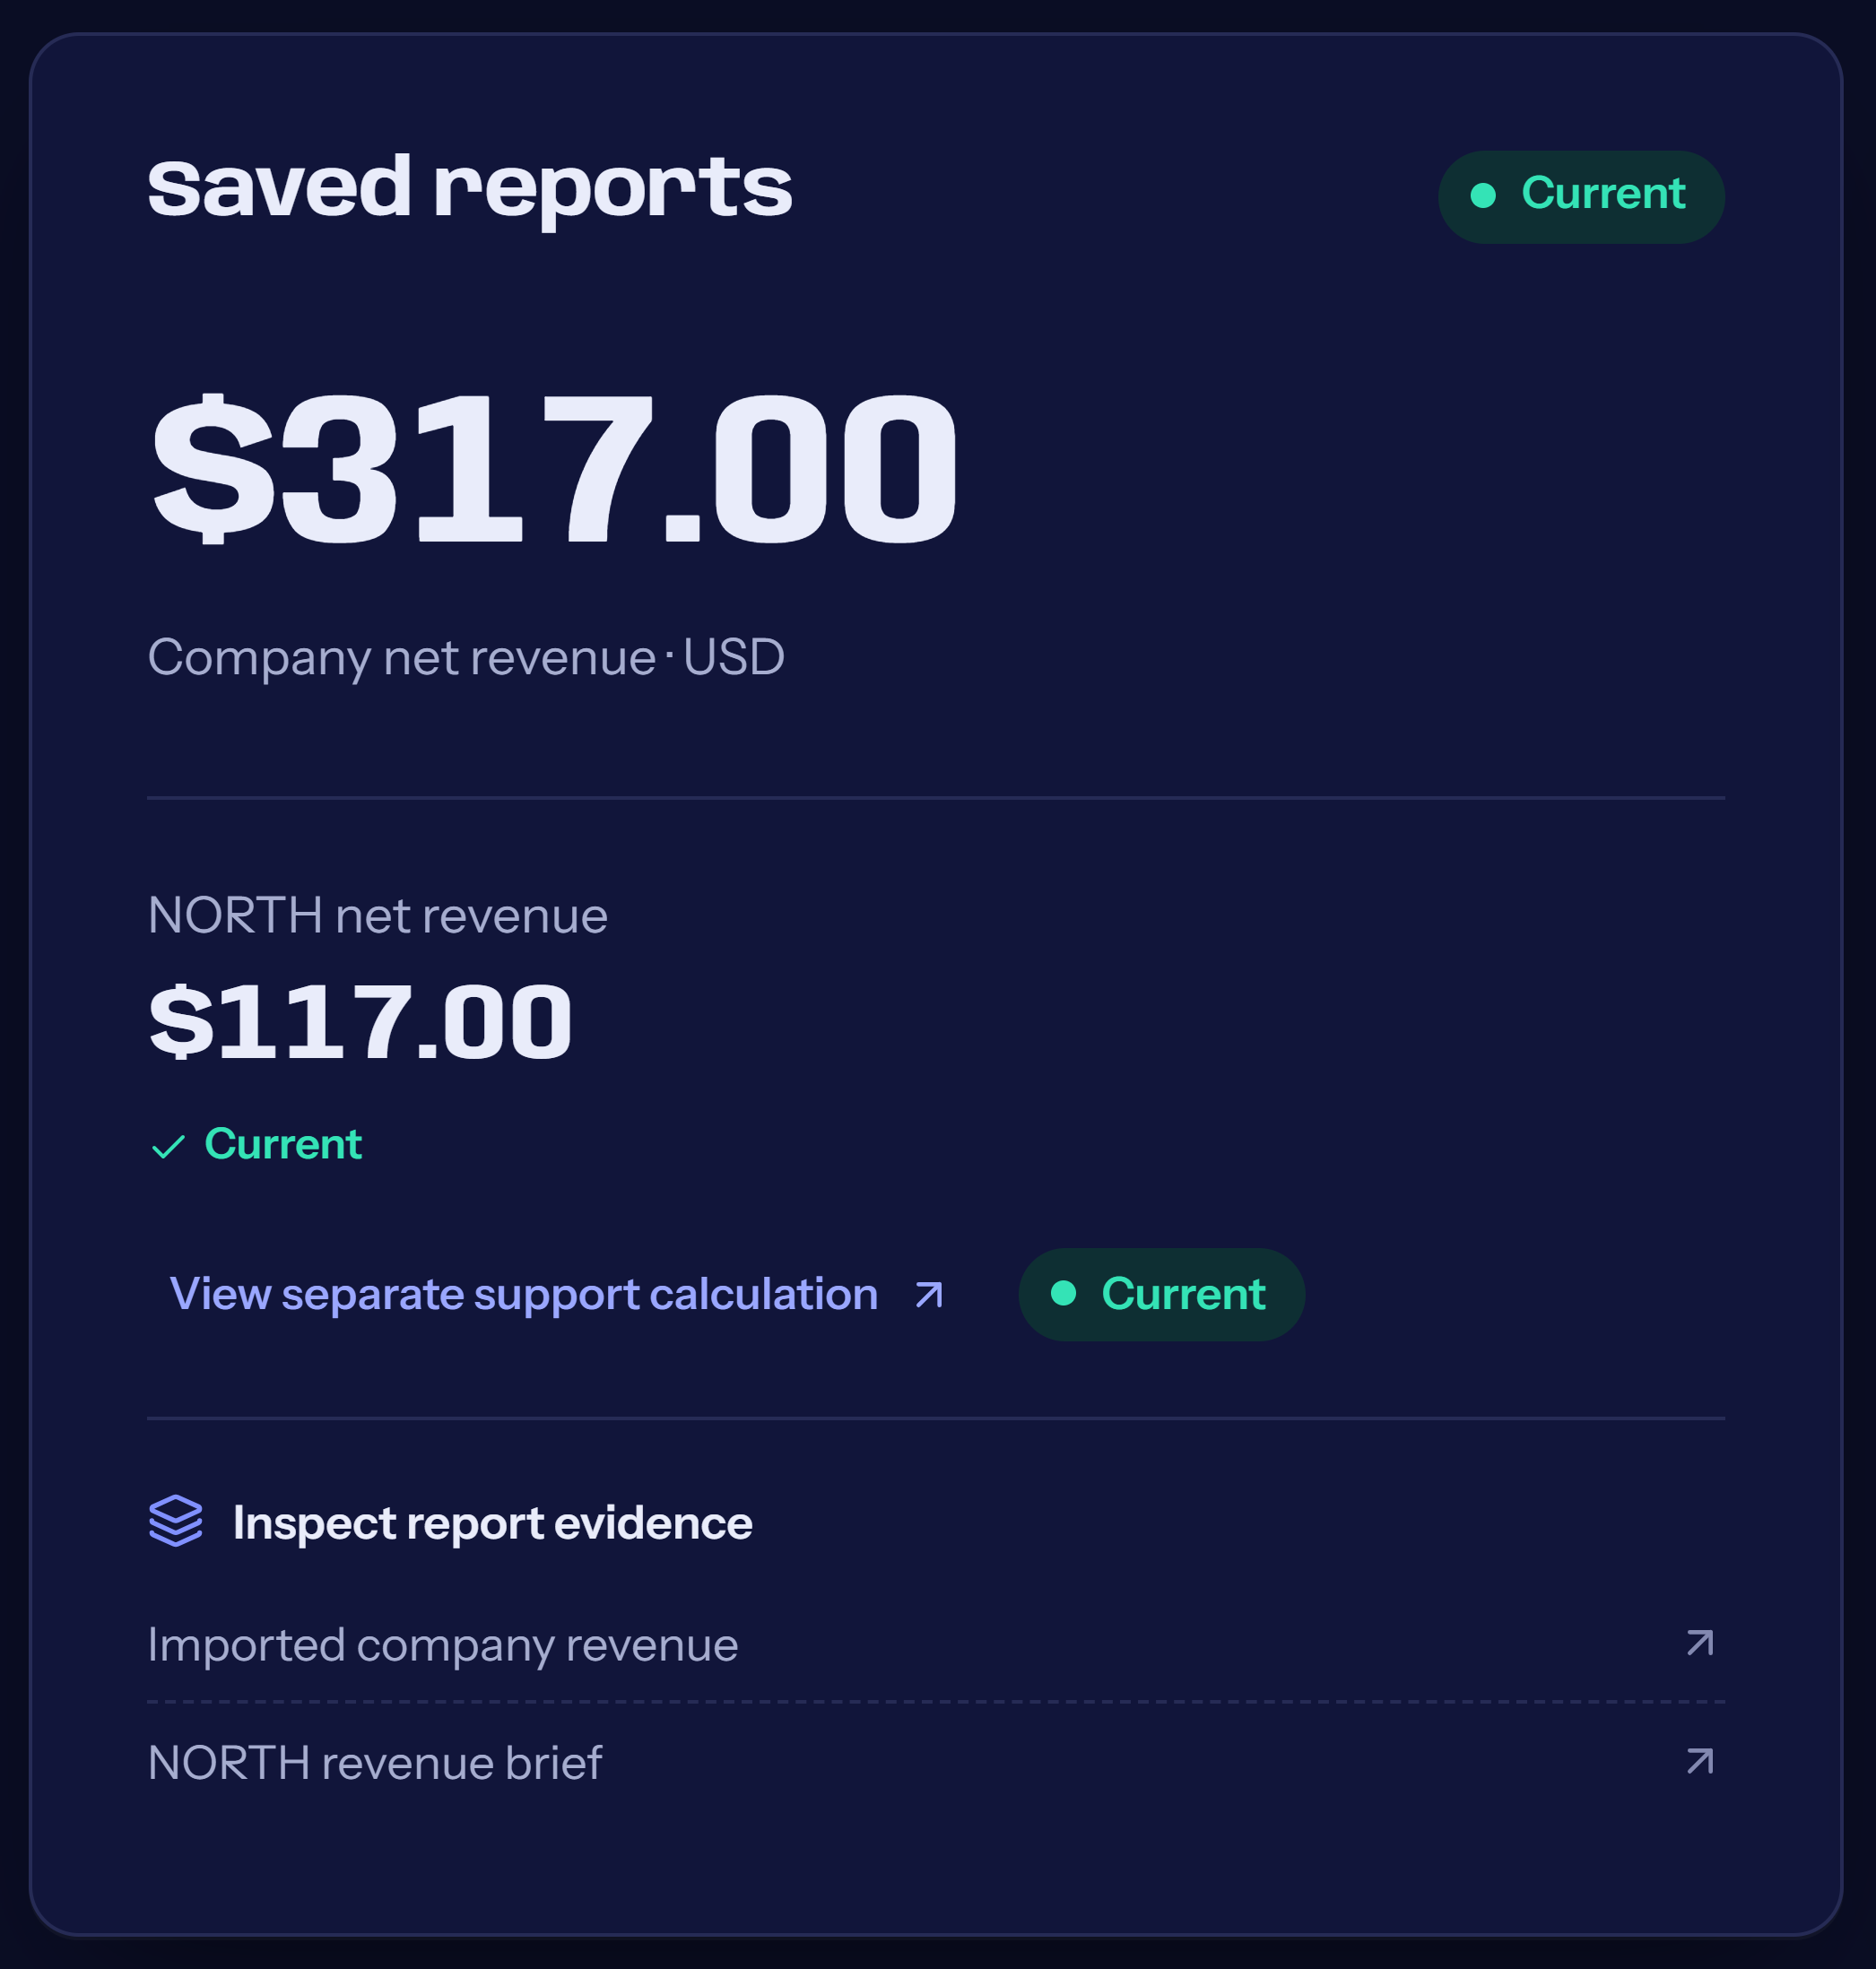 Saved reports
Current
$317.00
Company net revenue · USD
NORTH net revenue
$117.00
Current
View separate support calculation
Current
Inspect report evidence
Imported company revenue
NORTH revenue brief